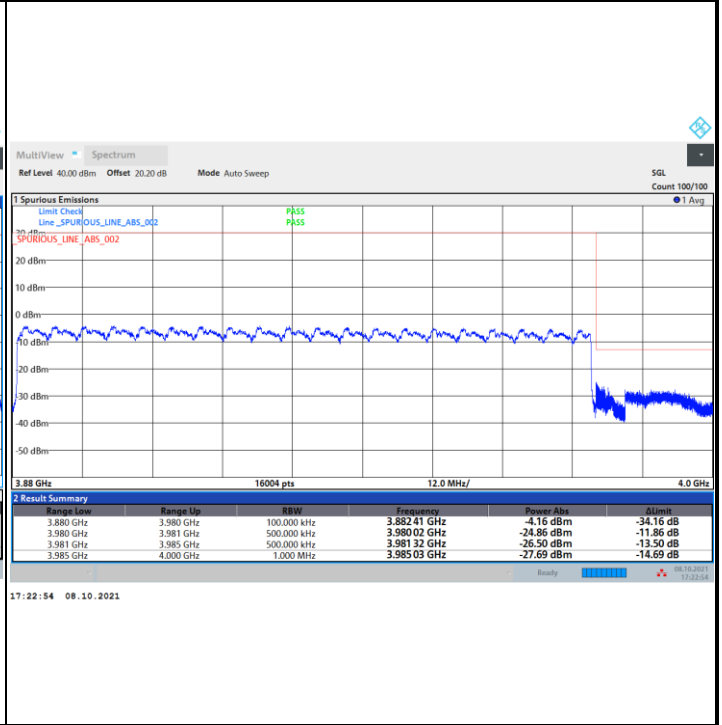 MultiView Spectrum
Ref Level 40.00 dBm Offset 20.20 dB Mode Auto Sweep SGL
Count 100/100
1 Spurious Emissions 1 Avg
Limit Check PASS
Line _SPURIOUS_LINE_ABS_002 PASS
30 dBm
_SPURIOUS_LINE_ABS_002
20 dBm
10 dBm
0 dBm
-10 dBm
-20 dBm
-30 dBm
-40 dBm
-50 dBm
3.88 GHz 16004 pts 12.0 MHz/ 4.0 GHz
2 Result Summary
Range Low Range Up RBW Frequency Power Abs ΔLimit
3.880 GHz 3.980 GHz 100.000 kHz 3.882 41 GHz -4.16 dBm -34.16 dB
3.980 GHz 3.981 GHz 500.000 kHz 3.980 02 GHz -24.86 dBm -11.86 dB
3.981 GHz 3.985 GHz 500.000 kHz 3.981 32 GHz -26.50 dBm -13.50 dB
3.985 GHz 4.000 GHz 1.000 MHz 3.985 03 GHz -27.69 dBm -14.69 dB
Ready 08.10.2021
17:22:54
17:22:54 08.10.2021